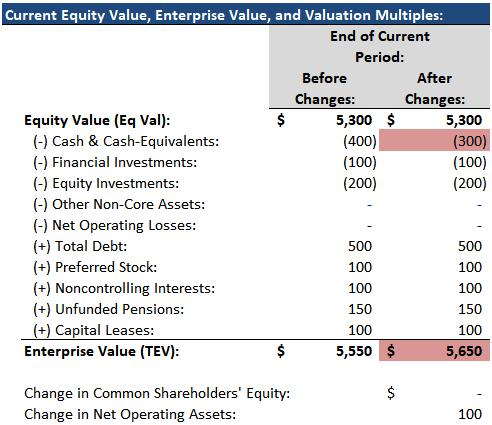 Current Equity Value, Enterprise Value, and Valuation Multiples:
End of Current
Period:
Before After
Changes: Changes:
Equity Value (Eq Val): $ 5,300 $ 5,300
(-) Cash & Cash-Equivalents: (400) (300)
(-) Financial Investments: (100) (100)
(-) Equity Investments: (200) (200)
(-) Other Non-Core Assets: - -
(-) Net Operating Losses: - -
(+) Total Debt: 500 500
(+) Preferred Stock: 100 100
(+) Noncontrolling Interests: 100 100
(+) Unfunded Pensions: 150 150
(+) Capital Leases: 100 100
Enterprise Value (TEV): $ 5,550 $ 5,650
Change in Common Shareholders' Equity: $ -
Change in Net Operating Assets: 100